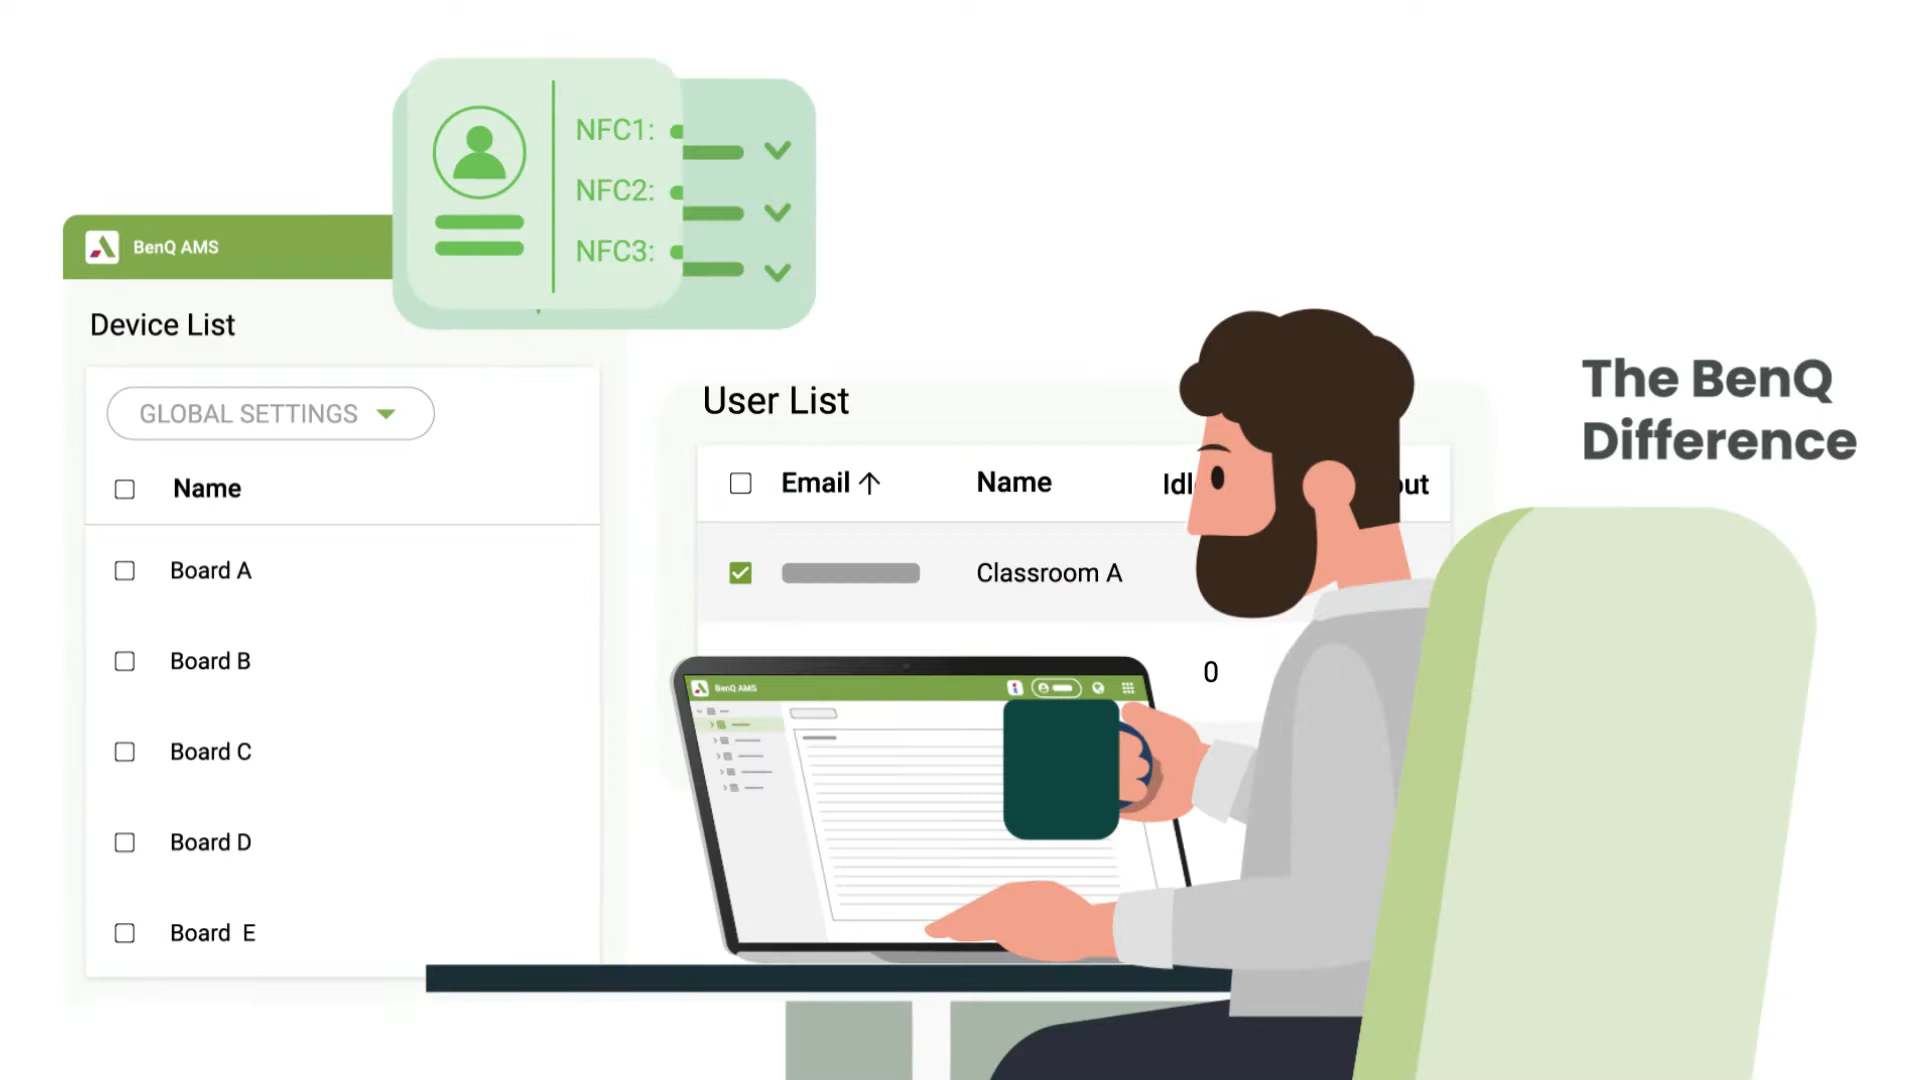 NFC1:
NFC2:
NFC3:
BenQ AMS
Device List
GLOBAL SETTINGS
Name
Board A
Board B
Board C
Board D
Board E
User List
Email Name
Classroom A
0
BenQ AMS
The BenQ
Difference